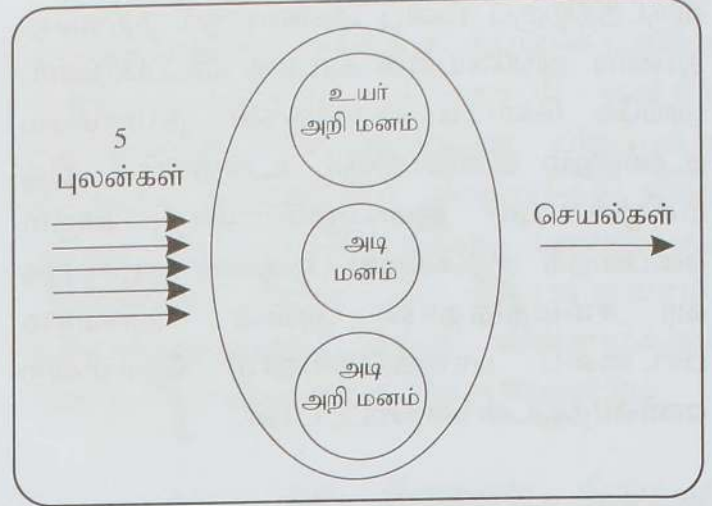 உயர்
அறி மனம்
5
புலன்கள்
அடி
மனம்
செயல்கள்
அடி
அறி மனம்